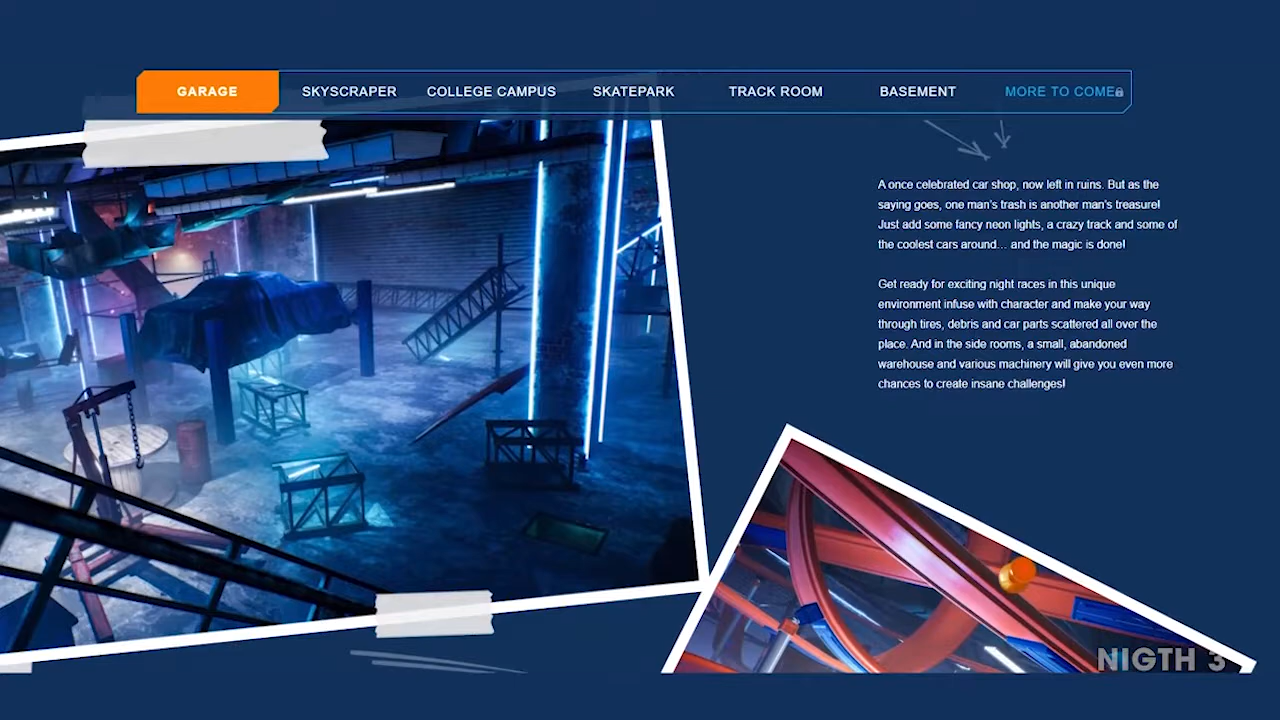 GARAGE
SKYSCRAPER
COLLEGE CAMPUS
SKATEPARK
TRACK ROOM
BASEMENT
MORE TO COME
A once celebrated car shop, now left in ruins. But as the
saying goes, one man's trash is another man's treasure!
Just add some fancy neon lights, a crazy track and some of
the coolest cars around... and the magic is done!
Get ready for exciting night races in this unique
environment infuse with character and make your way
through tires, debris and car parts scattered all over the
place. And in the side rooms, a small, abandoned
warehouse and various machinery will give you even more
chances to create insane challenges!
NIGTH 3